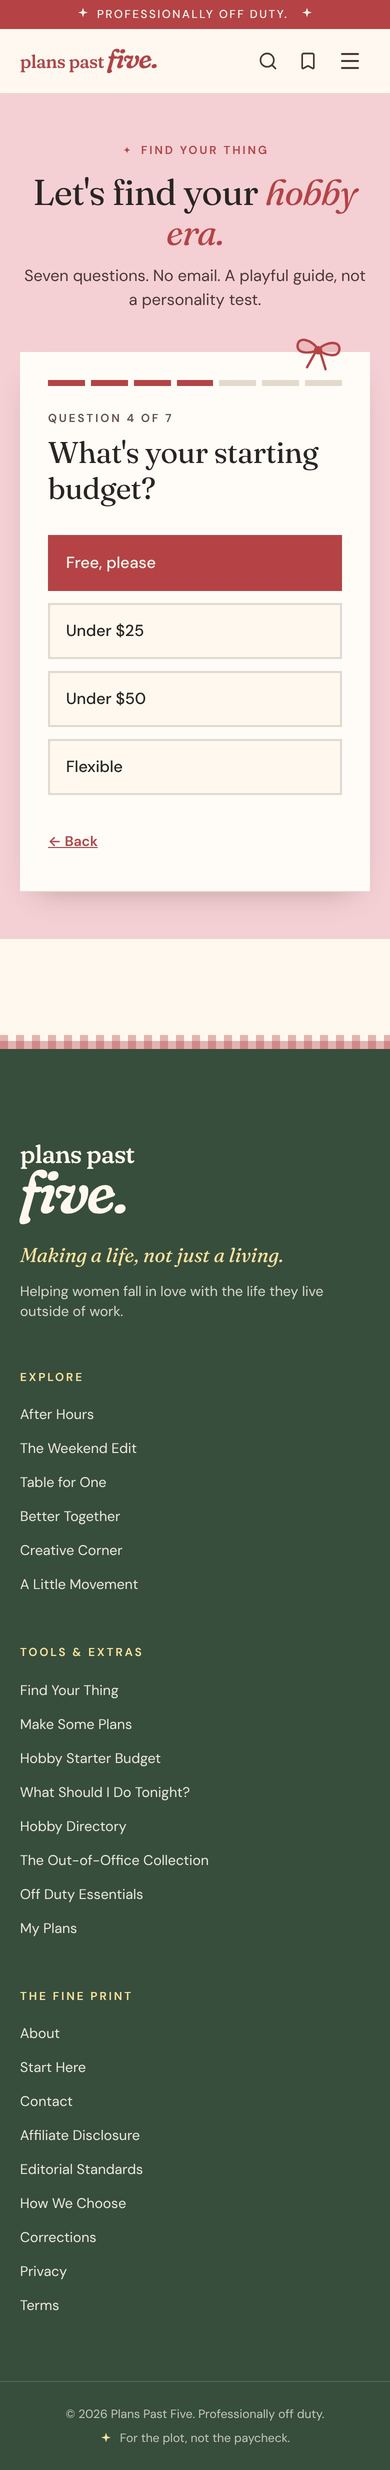 PROFESSIONALLY OFF DUTY.
plans past five.
FIND YOUR THING
Let's find your hobby
era.
Seven questions. No email. A playful guide, not
a personality test.
QUESTION 4 OF 7
What's your starting
budget?
Free, please
Under $25
Under $50
Flexible
← Back
plans past
five.
Making a life, not just a living.
Helping women fall in love with the life they live
outside of work.
EXPLORE
After Hours
The Weekend Edit
Table for One
Better Together
Creative Corner
A Little Movement
TOOLS & EXTRAS
Find Your Thing
Make Some Plans
Hobby Starter Budget
What Should I Do Tonight?
Hobby Directory
The Out-of-Office Collection
Off Duty Essentials
My Plans
THE FINE PRINT
About
Start Here
Contact
Affiliate Disclosure
Editorial Standards
How We Choose
Corrections
Privacy
Terms
© 2026 Plans Past Five. Professionally off duty.
For the plot, not the paycheck.